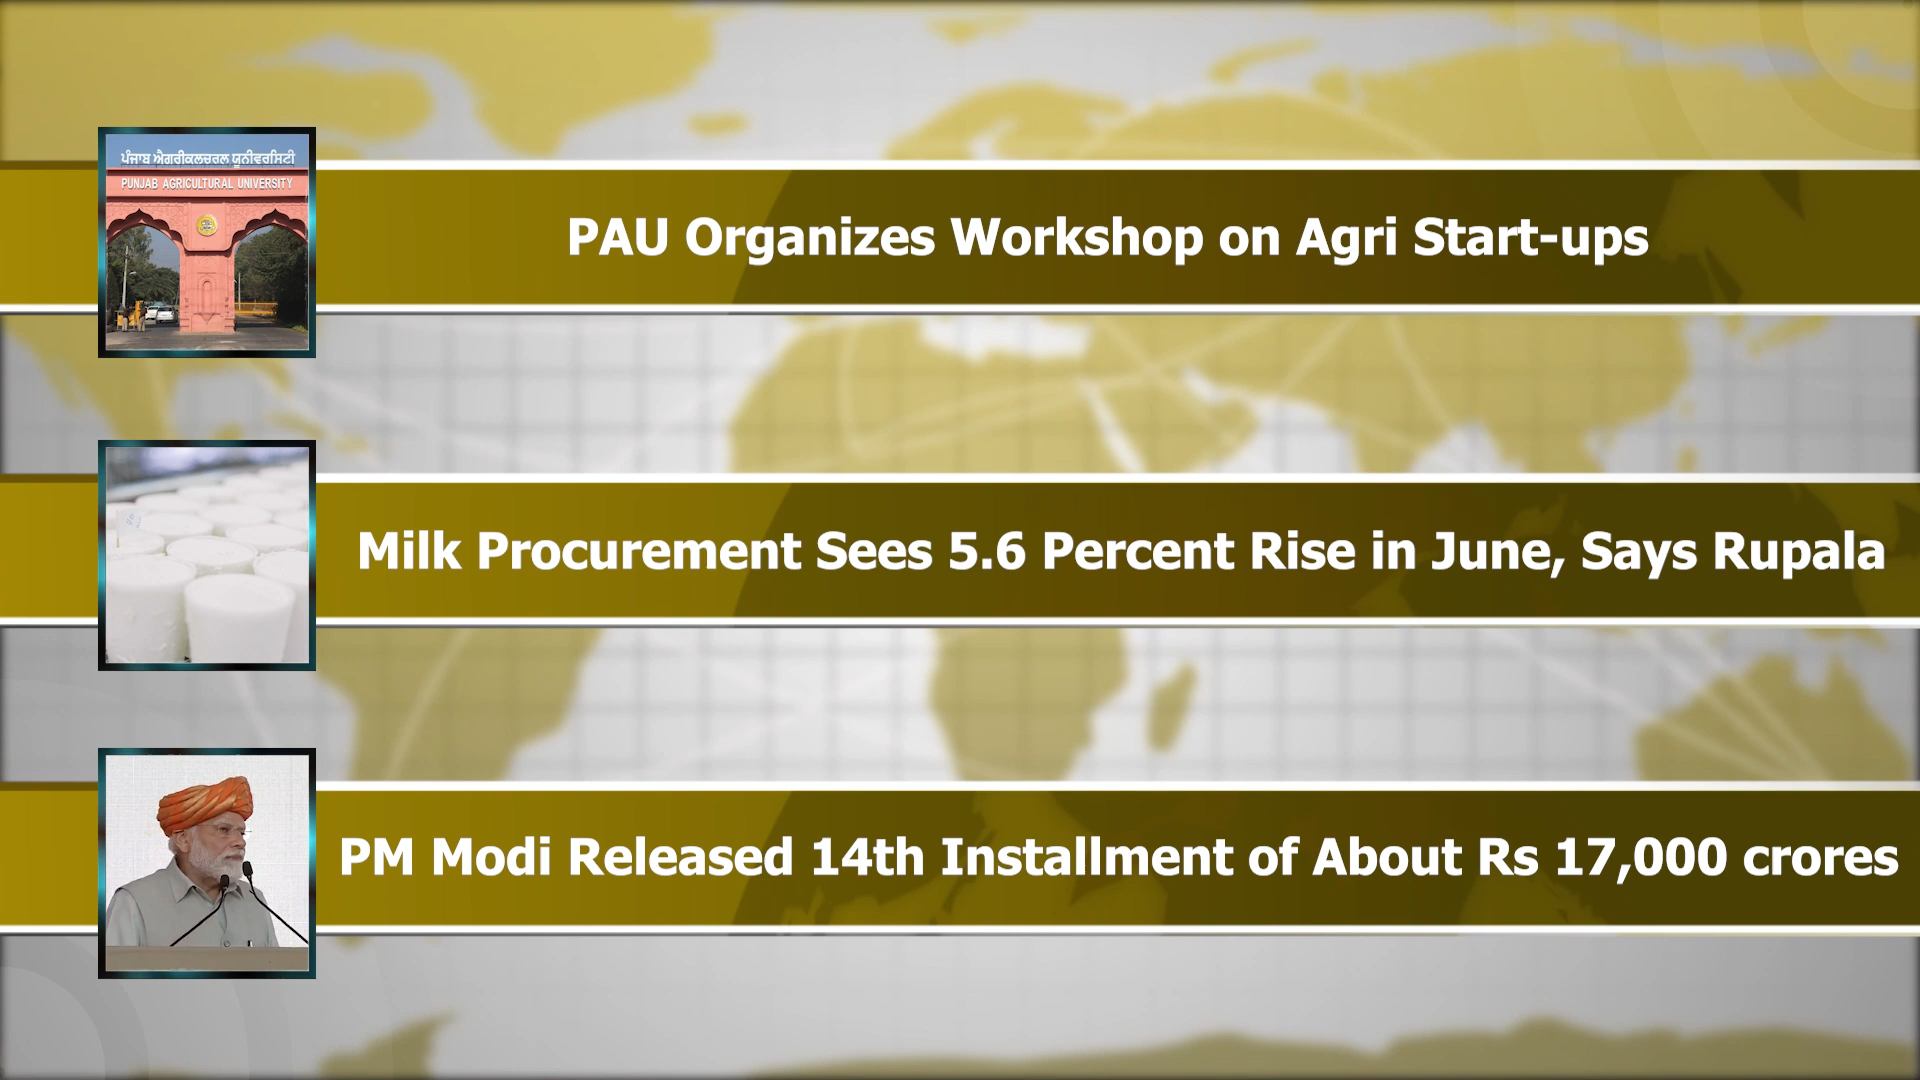 ਪੰਜਾਬ ਐਗਰੀਕਲਚਰਲ ਯੂਨੀਵਰਸਿਟੀ
PUNJAB AGRICULTURAL UNIVERSITY
PAU Organizes Workshop on Agri Start-ups
Milk Procurement Sees 5.6 Percent Rise in June, Says Rupala
PM Modi Released 14th Installment of About Rs 17,000 crores